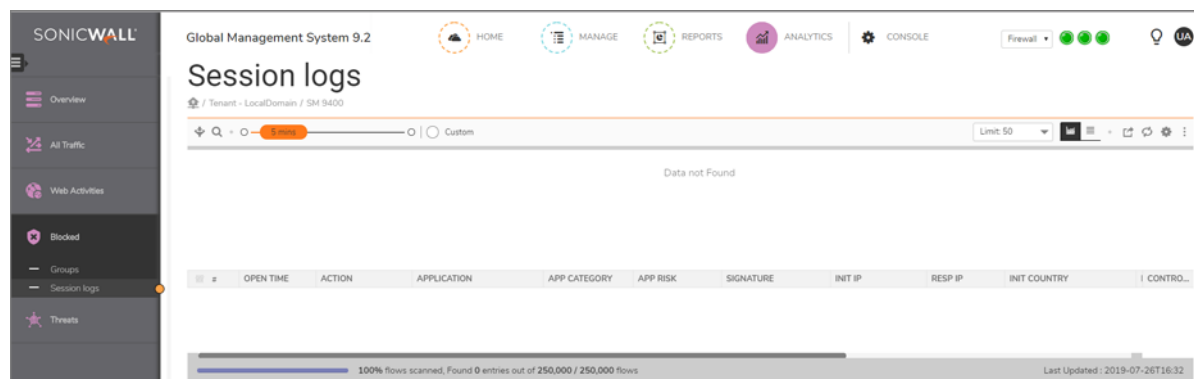 SONICWALL
Global Management System 9.2
HOME
MANAGE
REPORTS
ANALYTICS
CONSOLE
Firewall
UA
Session logs
/ Tenant - LocalDomain / SM 9400
5 mins
Custom
Limit: 50
Overview
All Traffic
Web Activities
Blocked
Groups
Session logs
Threats
Data not Found
# OPEN TIME ACTION APPLICATION APP CATEGORY APP RISK SIGNATURE INIT IP RESP IP INIT COUNTRY I CONTRO...
100% flows scanned, Found 0 entries out of 250,000 / 250,000 flows
Last Updated : 2019-07-26T16:32